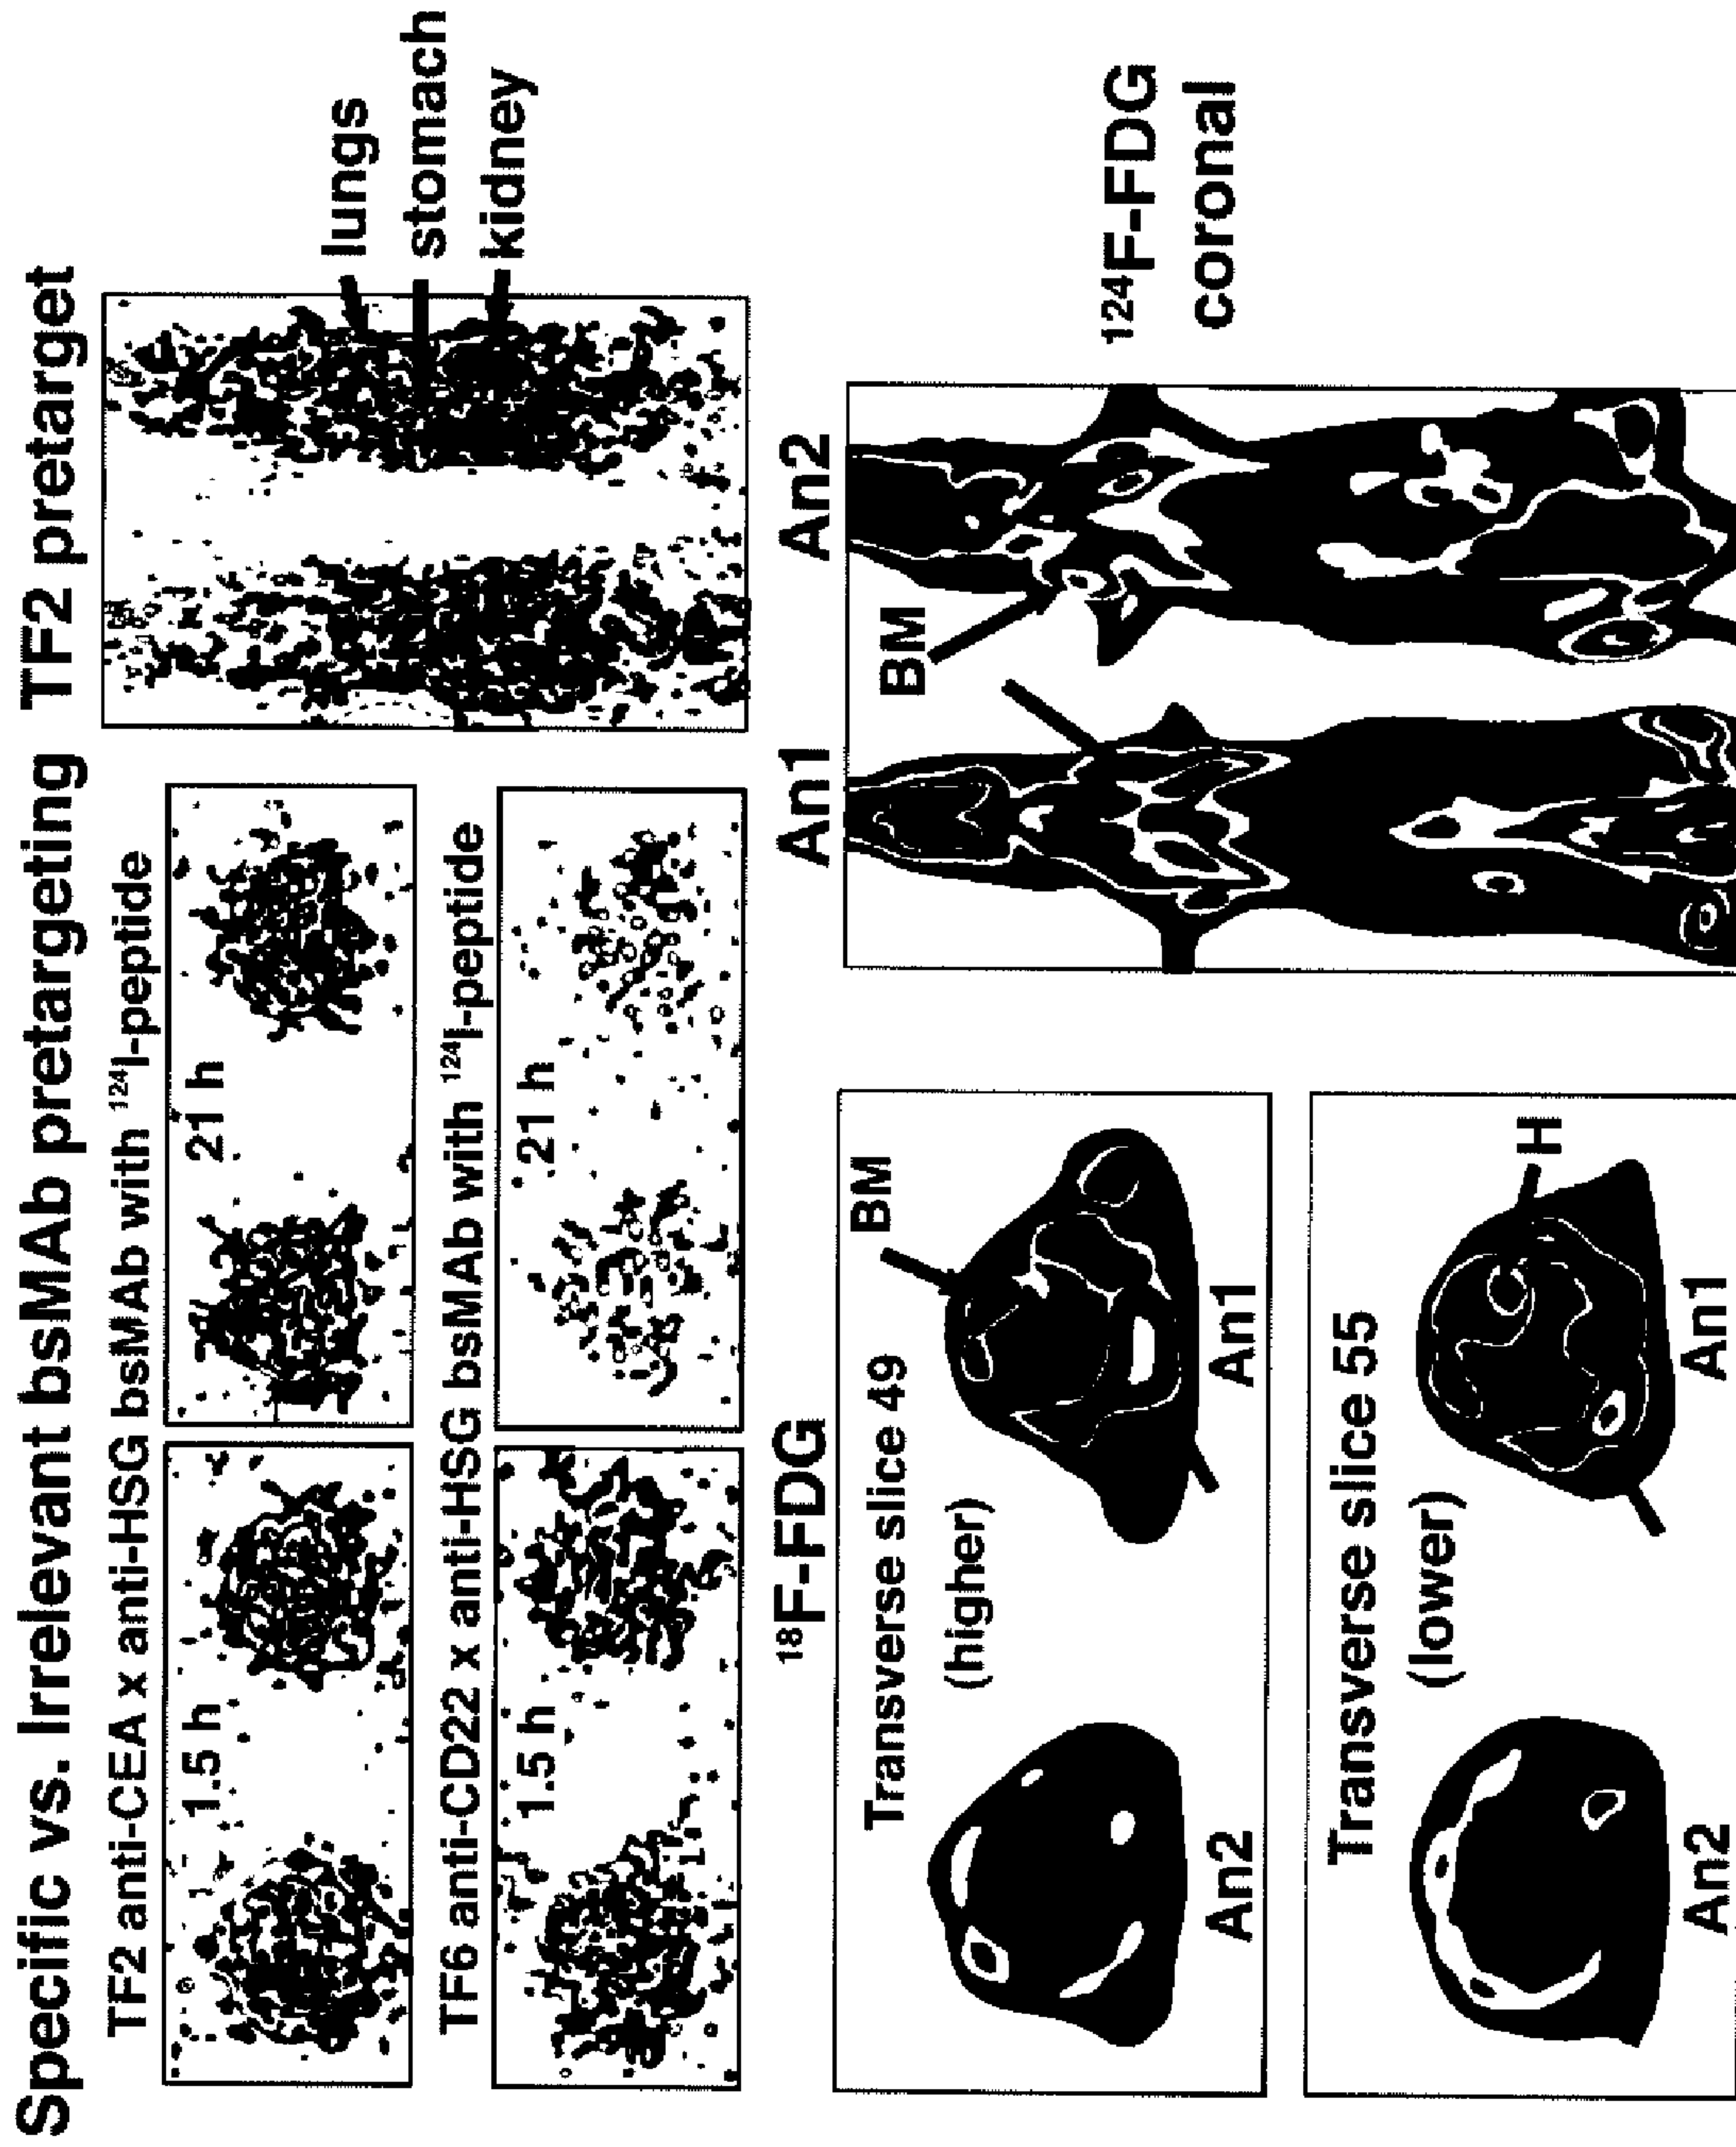 Specific vs. Irrelevant bsMAb pretargeting
TF2 anti-CEA x anti-HSG bsMAb with ¹²⁴I-peptide
1.5 h
21 h
TF6 anti-CD22 x anti-HSG bsMAb with ¹²⁴I-peptide
1.5 h
21 h
TF2 pretarget
lungs
stomach
kidney
¹⁸F-FDG
Transverse slice 49
(higher)
BM
An2
An1
Transverse slice 55
(lower)
H
An2
An1
An1
An2
BM
¹²⁴F-FDG
coronal